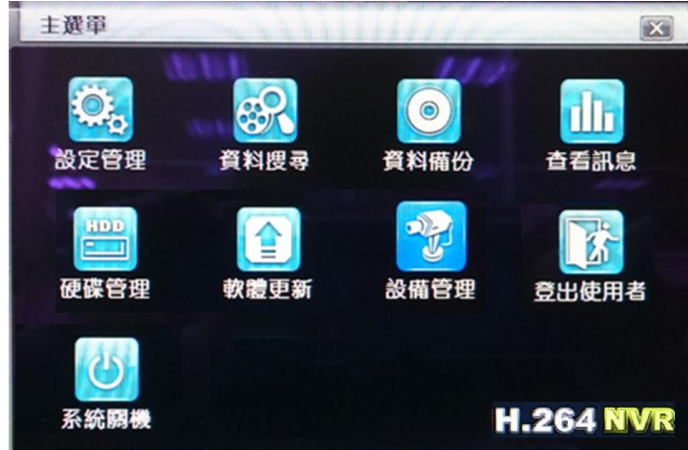 主選單
設定管理
資料搜尋
資料備份
查看訊息
HDD
硬碟管理
軟體更新
設備管理
登出使用者
系統關機
H.264 NVR